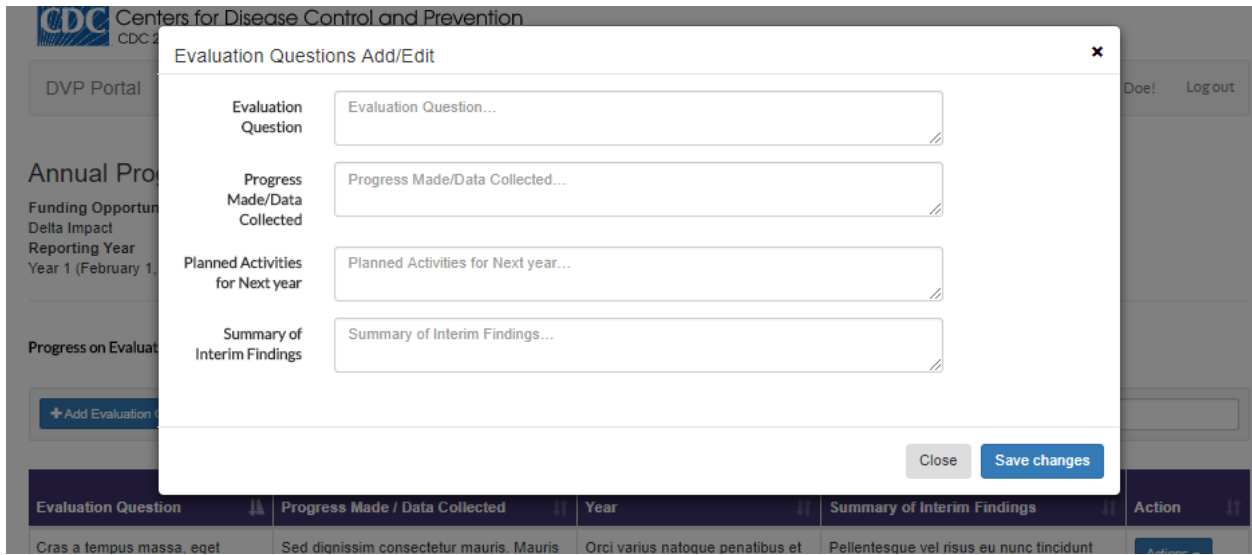 CDC Centers for Disease Control and Prevention
CDC 2
Evaluation Questions Add/Edit
×
DVP Portal
Doe!
Logout
Evaluation
Question
Evaluation Question...
Annual Pro
Funding Opportun
Delta Impact
Reporting Year
Year 1 (February 1,
Progress
Made/Data
Collected
Progress Made/Data Collected...
Planned Activities
for Next year
Planned Activities for Next year...
Summary of
Interim Findings
Summary of Interim Findings...
Progress on Evaluat
+ Add Evaluation
Close
Save changes
Evaluation Question
Progress Made / Data Collected
Year
Summary of Interim Findings
Action
Cras a tempus massa, eget
Sed dignissim consectetur mauris. Mauris
Orci varius natoque penatibus et
Pellentesque vel risus eu nunc tincidunt
Actions